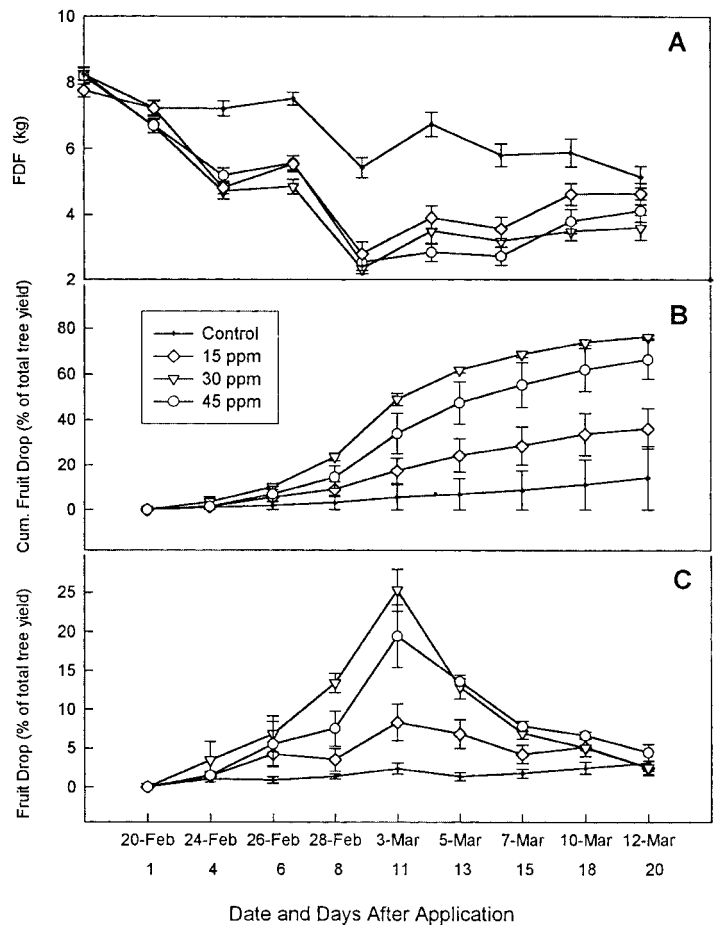 A
10
8
6
4
2
FDF (kg)
B
80
60
40
20
0
Cum. Fruit Drop (% of total tree yield)
Control
15 ppm
30 ppm
45 ppm
C
25
20
15
10
5
0
Fruit Drop (% of total tree yield)
20-Feb 24-Feb 26-Feb 28-Feb 3-Mar 5-Mar 7-Mar 10-Mar 12-Mar
1 4 6 8 11 13 15 18 20
Date and Days After Application